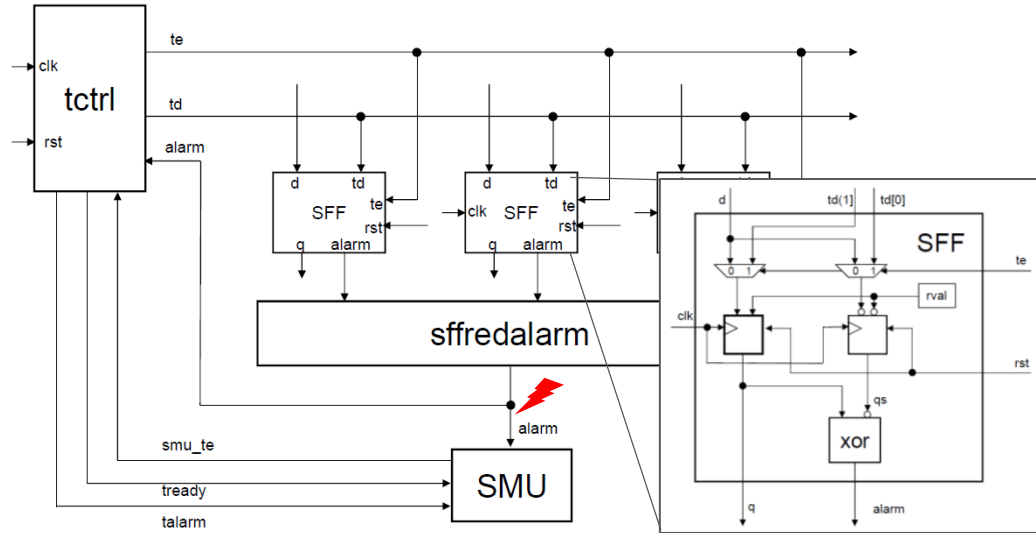 te
clk
tctrl
td
rst
alarm
d td
SFF
te
rst
q alarm
d td
clk SFF
te
rst
q alarm
sffredalarm
alarm
smu_te
SMU
tready
talarm
d td(1) td[0]
SFF
te
0 1 0 1
rval
clk
rst
qs
xor
q alarm